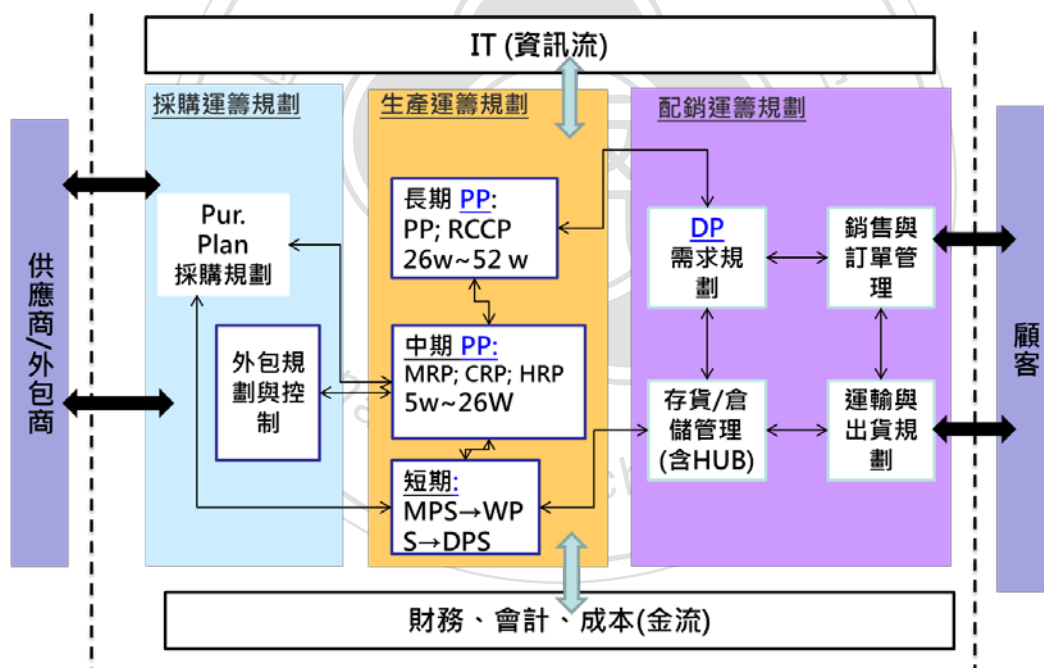 IT (資訊流)
採購運籌規劃
生產運籌規劃
配銷運籌規劃
供應商/外包商
Pur.
Plan
採購規劃
外包規
劃與控
制
長期 PP:
PP; RCCP
26w~52 w
中期 PP:
MRP; CRP; HRP
5w~26W
短期:
MPS→WP
S→DPS
DP
需求規
劃
銷售與
訂單管
理
存貨/倉
儲管理
(含HUB)
運輸與
出貨規
劃
顧客
財務、會計、成本(金流)